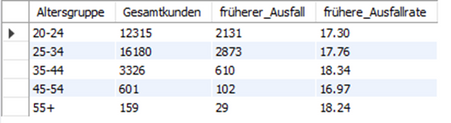 Altersgruppe Gesamtkunden früherer_Ausfall frühere_Ausfallrate
20-24 12315 2131 17.30
25-34 16180 2873 17.76
35-44 3326 610 18.34
45-54 601 102 16.97
55+ 159 29 18.24